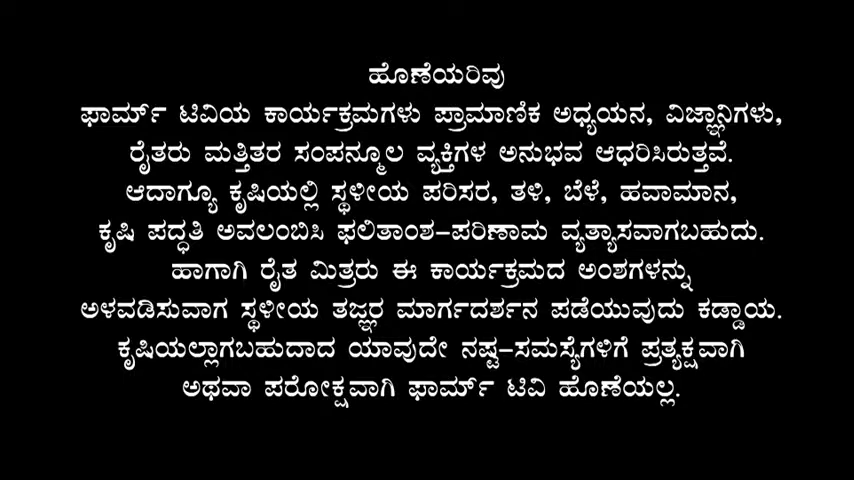 ಹೊಣೆಯರಿವು
ಫಾರ್ಮ್ ಟಿವಿಯ ಕಾರ್ಯಕ್ರಮಗಳು ಪ್ರಾಮಾಣಿಕ ಅಧ್ಯಯನ, ವಿಜ್ಞಾನಿಗಳು,
ರೈತರು ಮತ್ತಿತರ ಸಂಪನ್ಮೂಲ ವ್ಯಕ್ತಿಗಳ ಅನುಭವ ಆಧರಿಸಿರುತ್ತವೆ.
ಆದಾಗ್ಯೂ ಕೃಷಿಯಲ್ಲಿ ಸ್ಥಳೀಯ ಪರಿಸರ, ತಳಿ, ಬೆಳೆ, ಹವಾಮಾನ,
ಕೃಷಿ ಪದ್ಧತಿ ಅವಲಂಬಿಸಿ ಫಲಿತಾಂಶ-ಪರಿಣಾಮ ವ್ಯತ್ಯಾಸವಾಗಬಹುದು.
ಹಾಗಾಗಿ ರೈತ ಮಿತ್ರರು ಈ ಕಾರ್ಯಕ್ರಮದ ಅಂಶಗಳನ್ನು
ಅಳವಡಿಸುವಾಗ ಸ್ಥಳೀಯ ತಜ್ಞರ ಮಾರ್ಗದರ್ಶನ ಪಡೆಯುವುದು ಕಡ್ಡಾಯ.
ಕೃಷಿಯಲ್ಲಾಗಬಹುದಾದ ಯಾವುದೇ ನಷ್ಟ-ಸಮಸ್ಯೆಗಳಿಗೆ ಪ್ರತ್ಯಕ್ಷವಾಗಿ
ಅಥವಾ ಪರೋಕ್ಷವಾಗಿ ಫಾರ್ಮ್ ಟಿವಿ ಹೊಣೆಯಲ್ಲ.